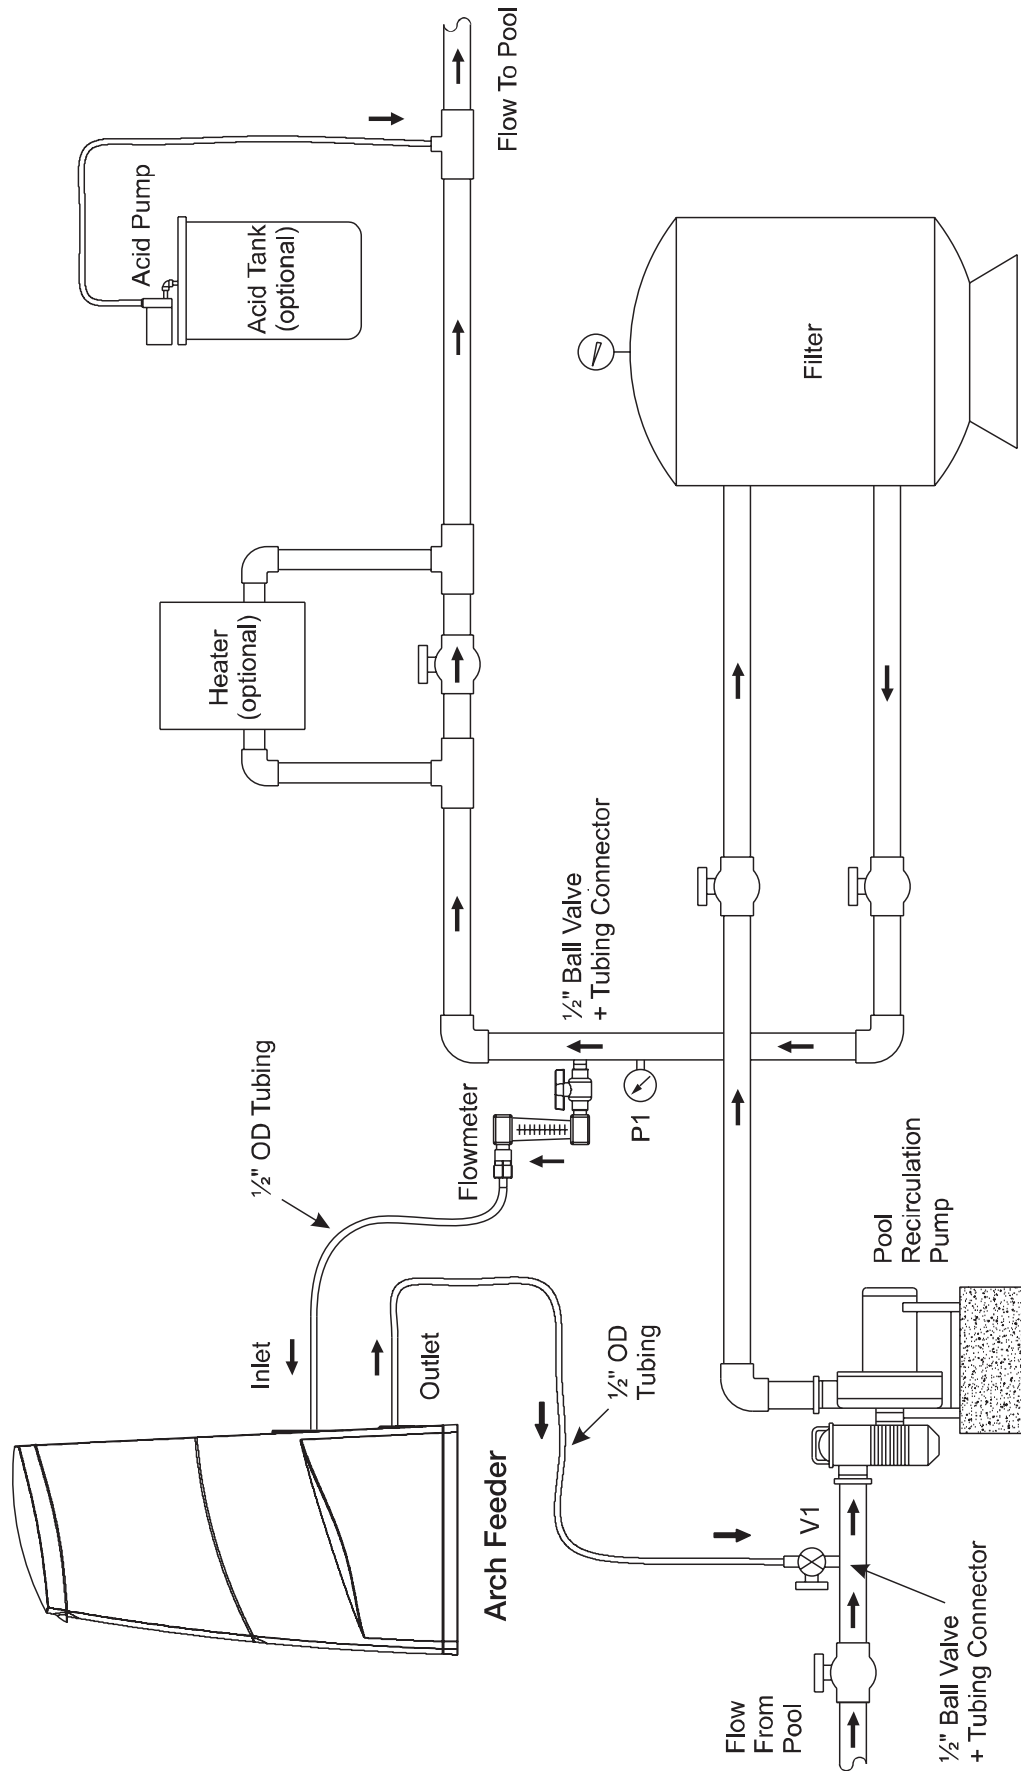 Acid Pump
Acid Tank
(optional)
Flow To Pool
Heater
(optional)
Filter
½" Ball Valve
+ Tubing Connector
½" OD Tubing
Flowmeter
P1
Inlet
Outlet
½" OD
Tubing
Pool
Recirculation
Pump
Arch Feeder
V1
Flow
From
Pool
½" Ball Valve
+ Tubing Connector